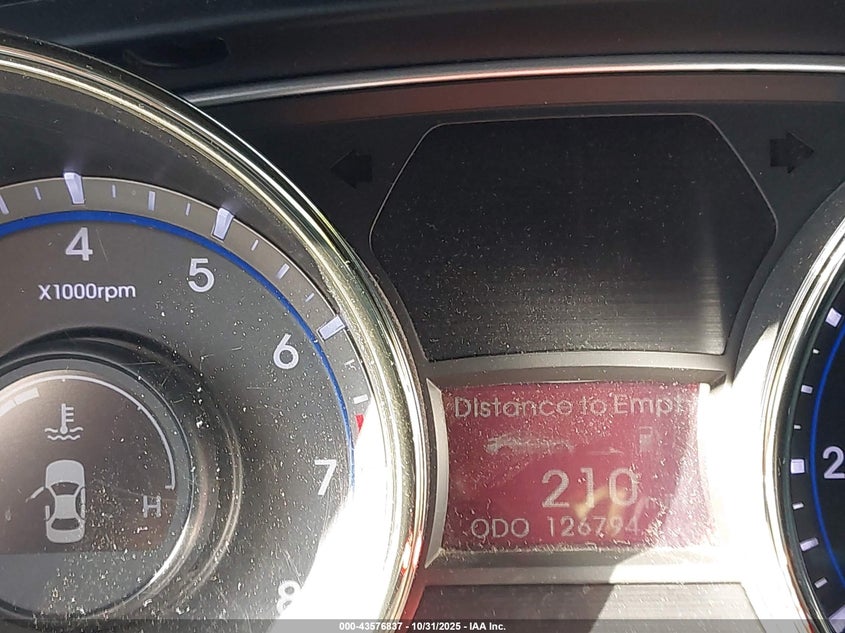 4
5
X1000rpm
6
7
8
H
Distance to Empt
210
ODO 126794
2
000-43576837 - 10/31/2025 - IAA Inc.